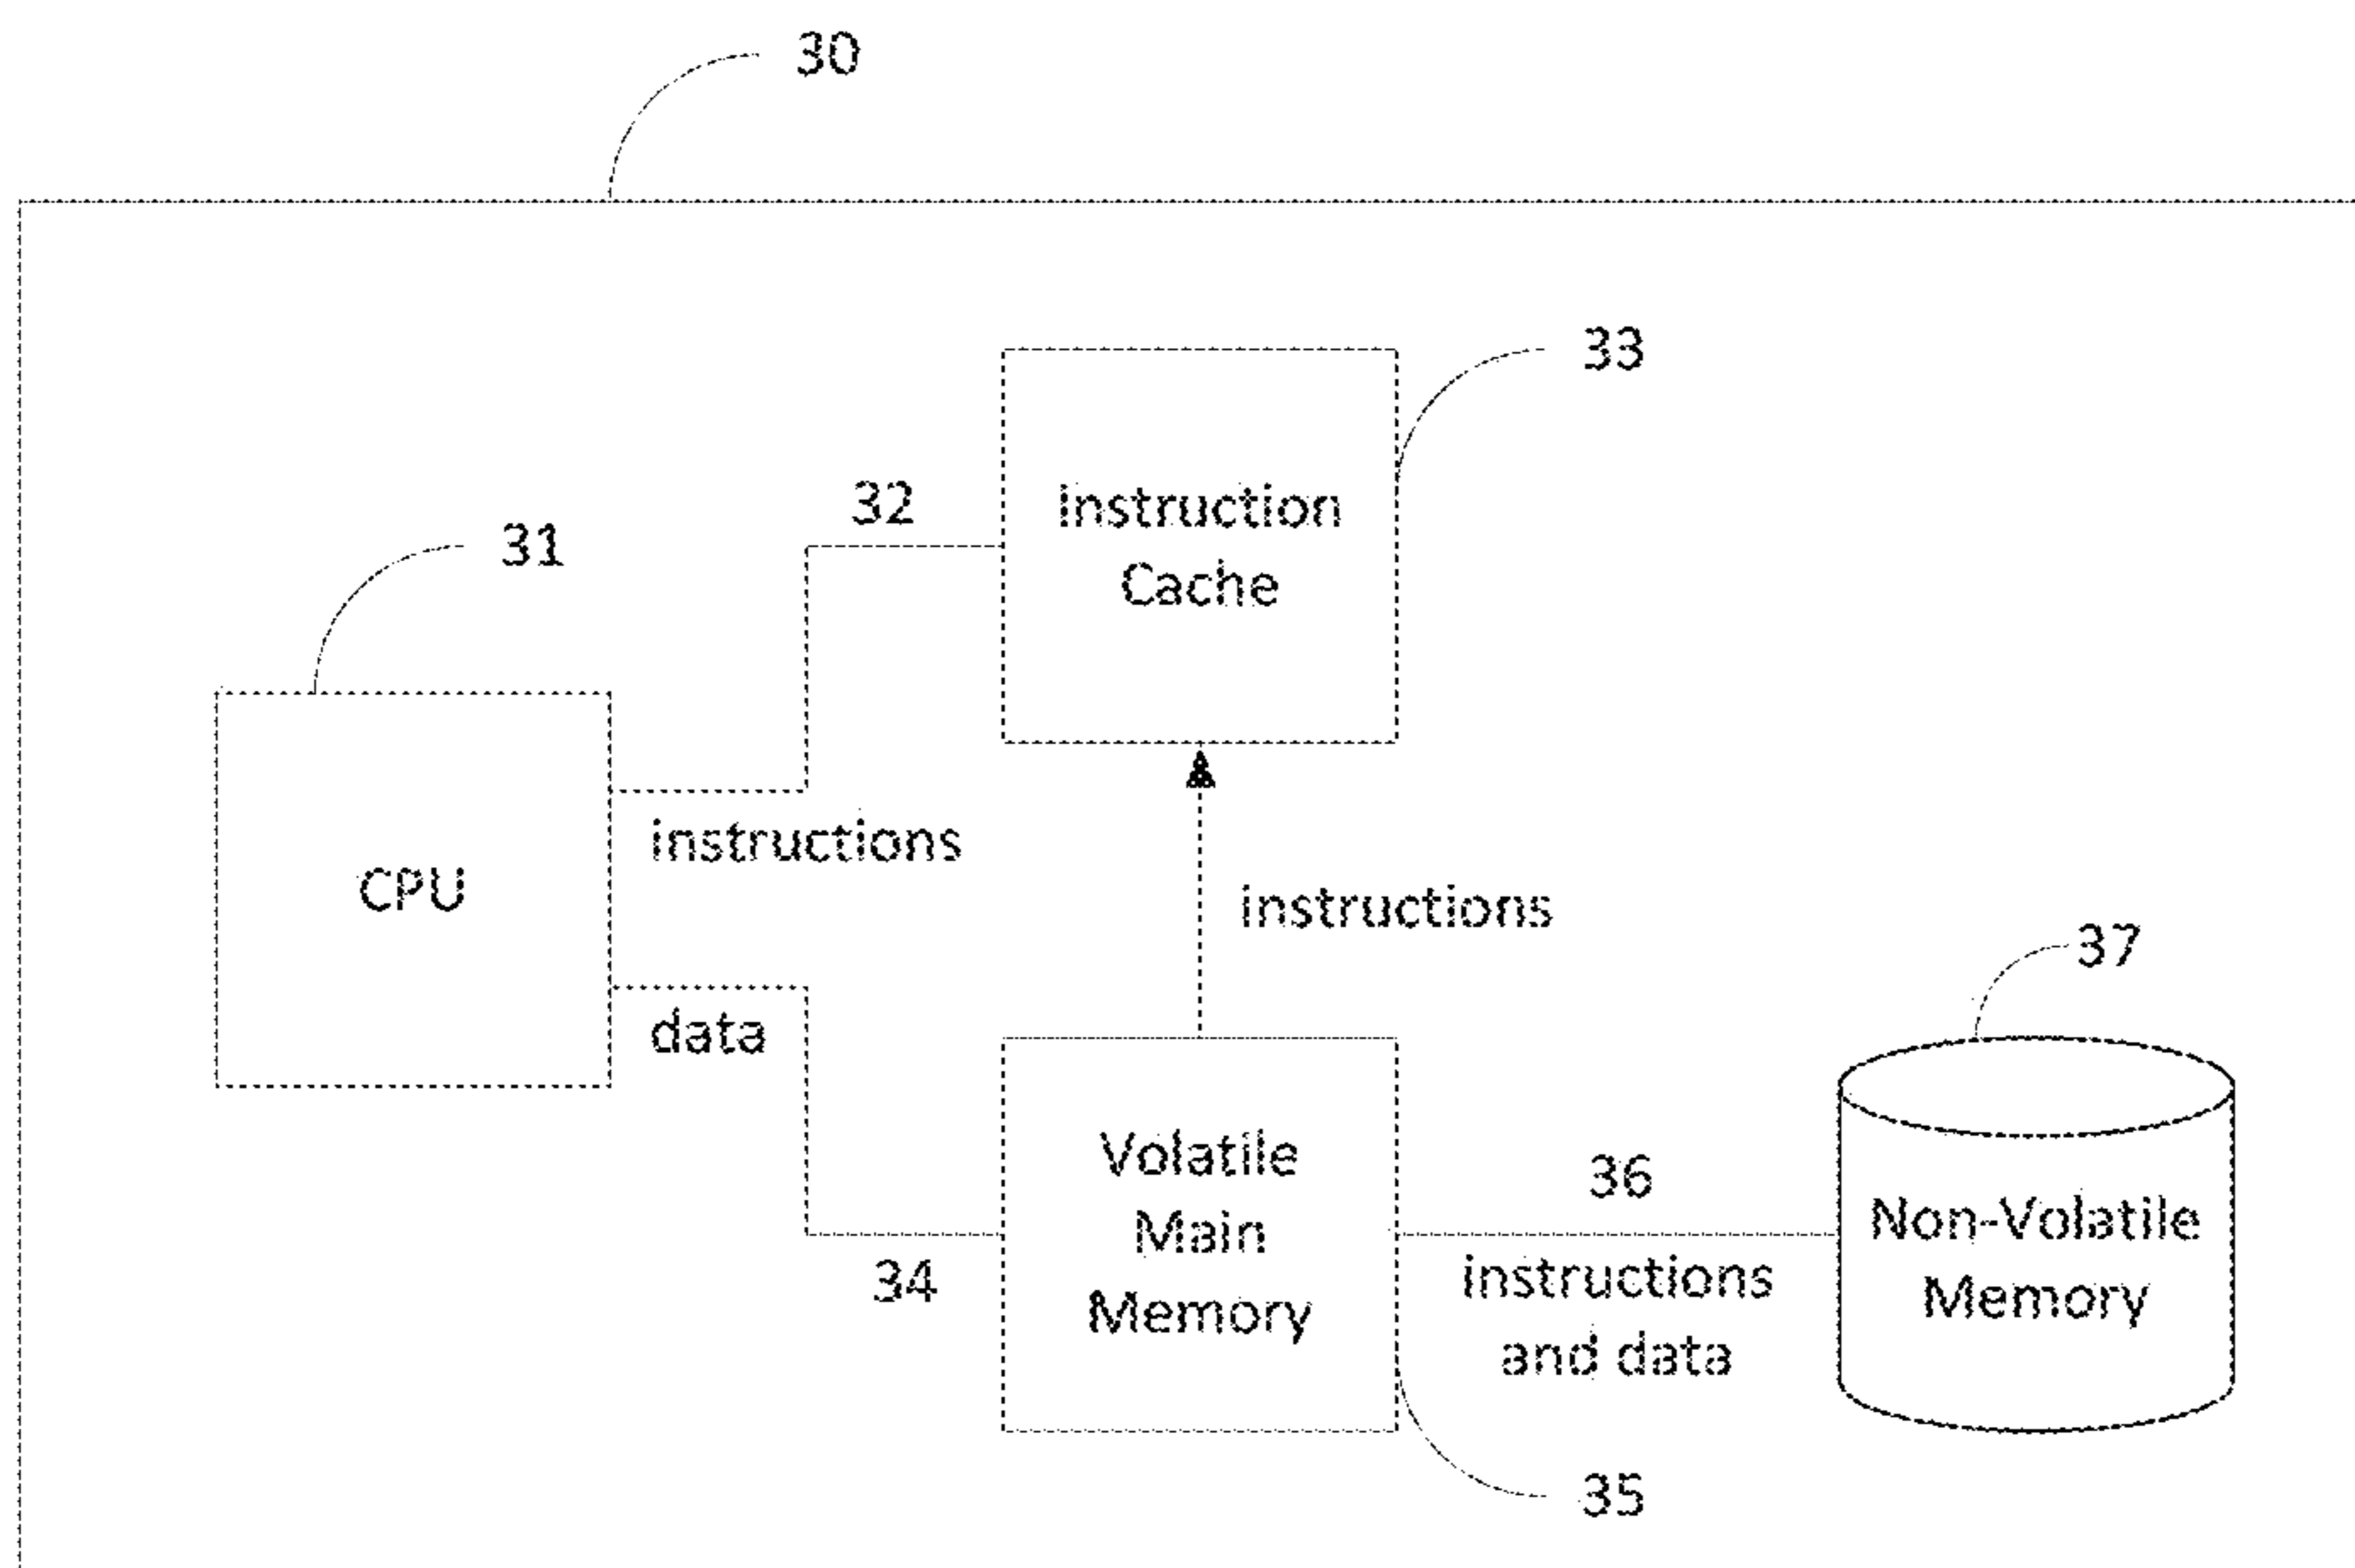 30
33
Instruction
Cache
32
31
instructions
CPU
instructions
37
data
Volatile
Main
Memory
36
Non-Volatile
Memory
instructions
and data
34
35